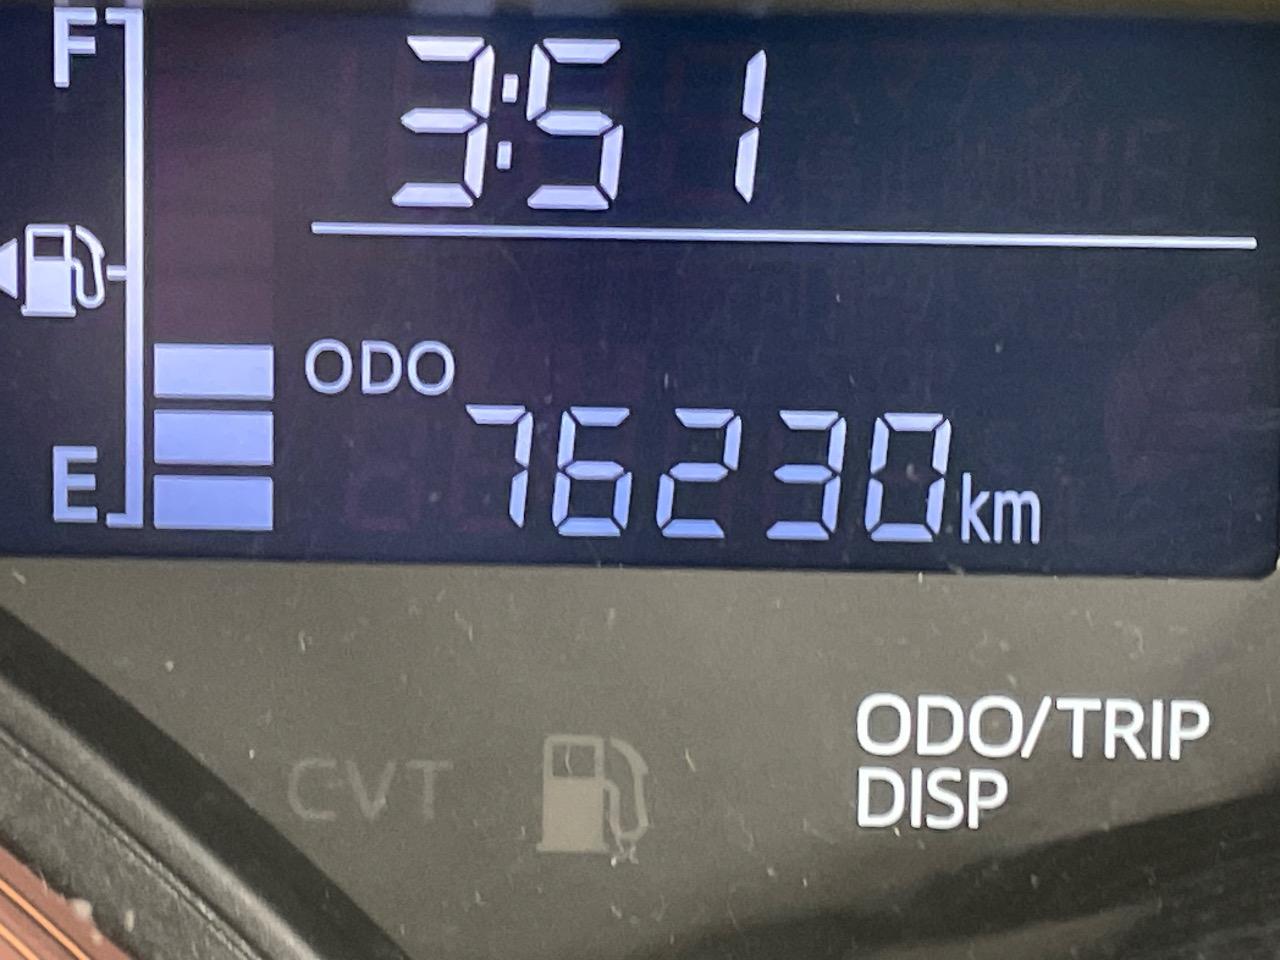 F
3:51
ODO
76230km
E
ODO/TRIP
DISP
CVT